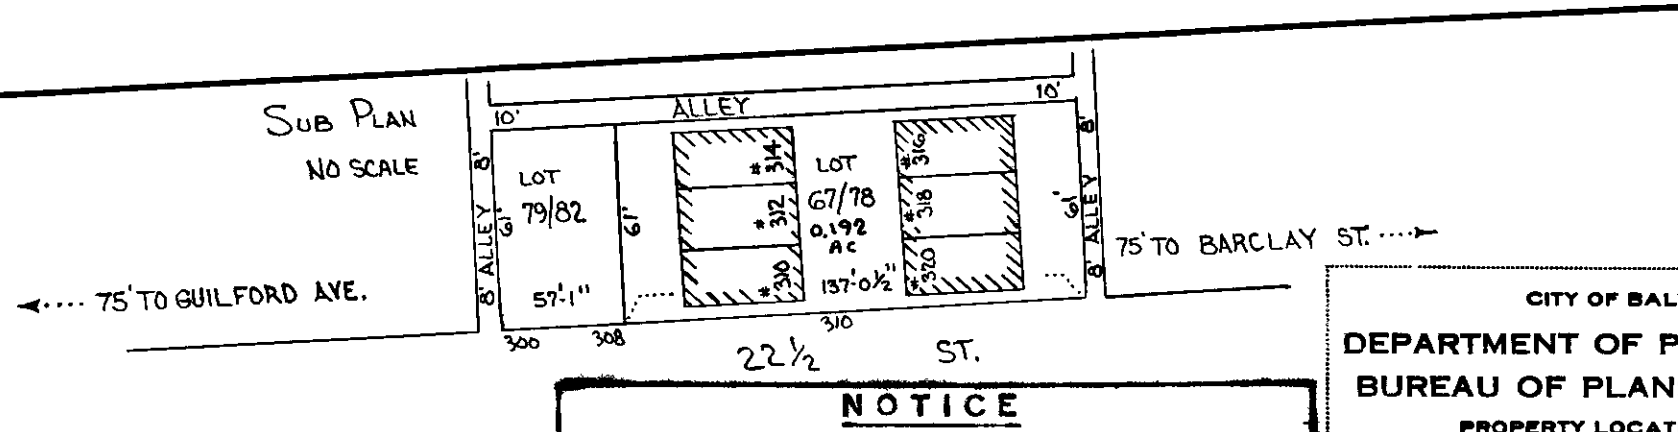 SUB PLAN
NO SCALE
10' ALLEY 10'
8' ALLEY 8'
61'
LOT
79/82
57'-1"
61'
#314
#312
#310
LOT
67/78
0.192
AC
137'-0½"
#316
#318
#320
61'
8' ALLEY 8'
75' TO GUILFORD AVE.
75' TO BARCLAY ST.
300 308 310
22½ ST.
NOTICE
CITY OF BAL
DEPARTMENT OF P
BUREAU OF PLAN
PROPERTY LOCAT